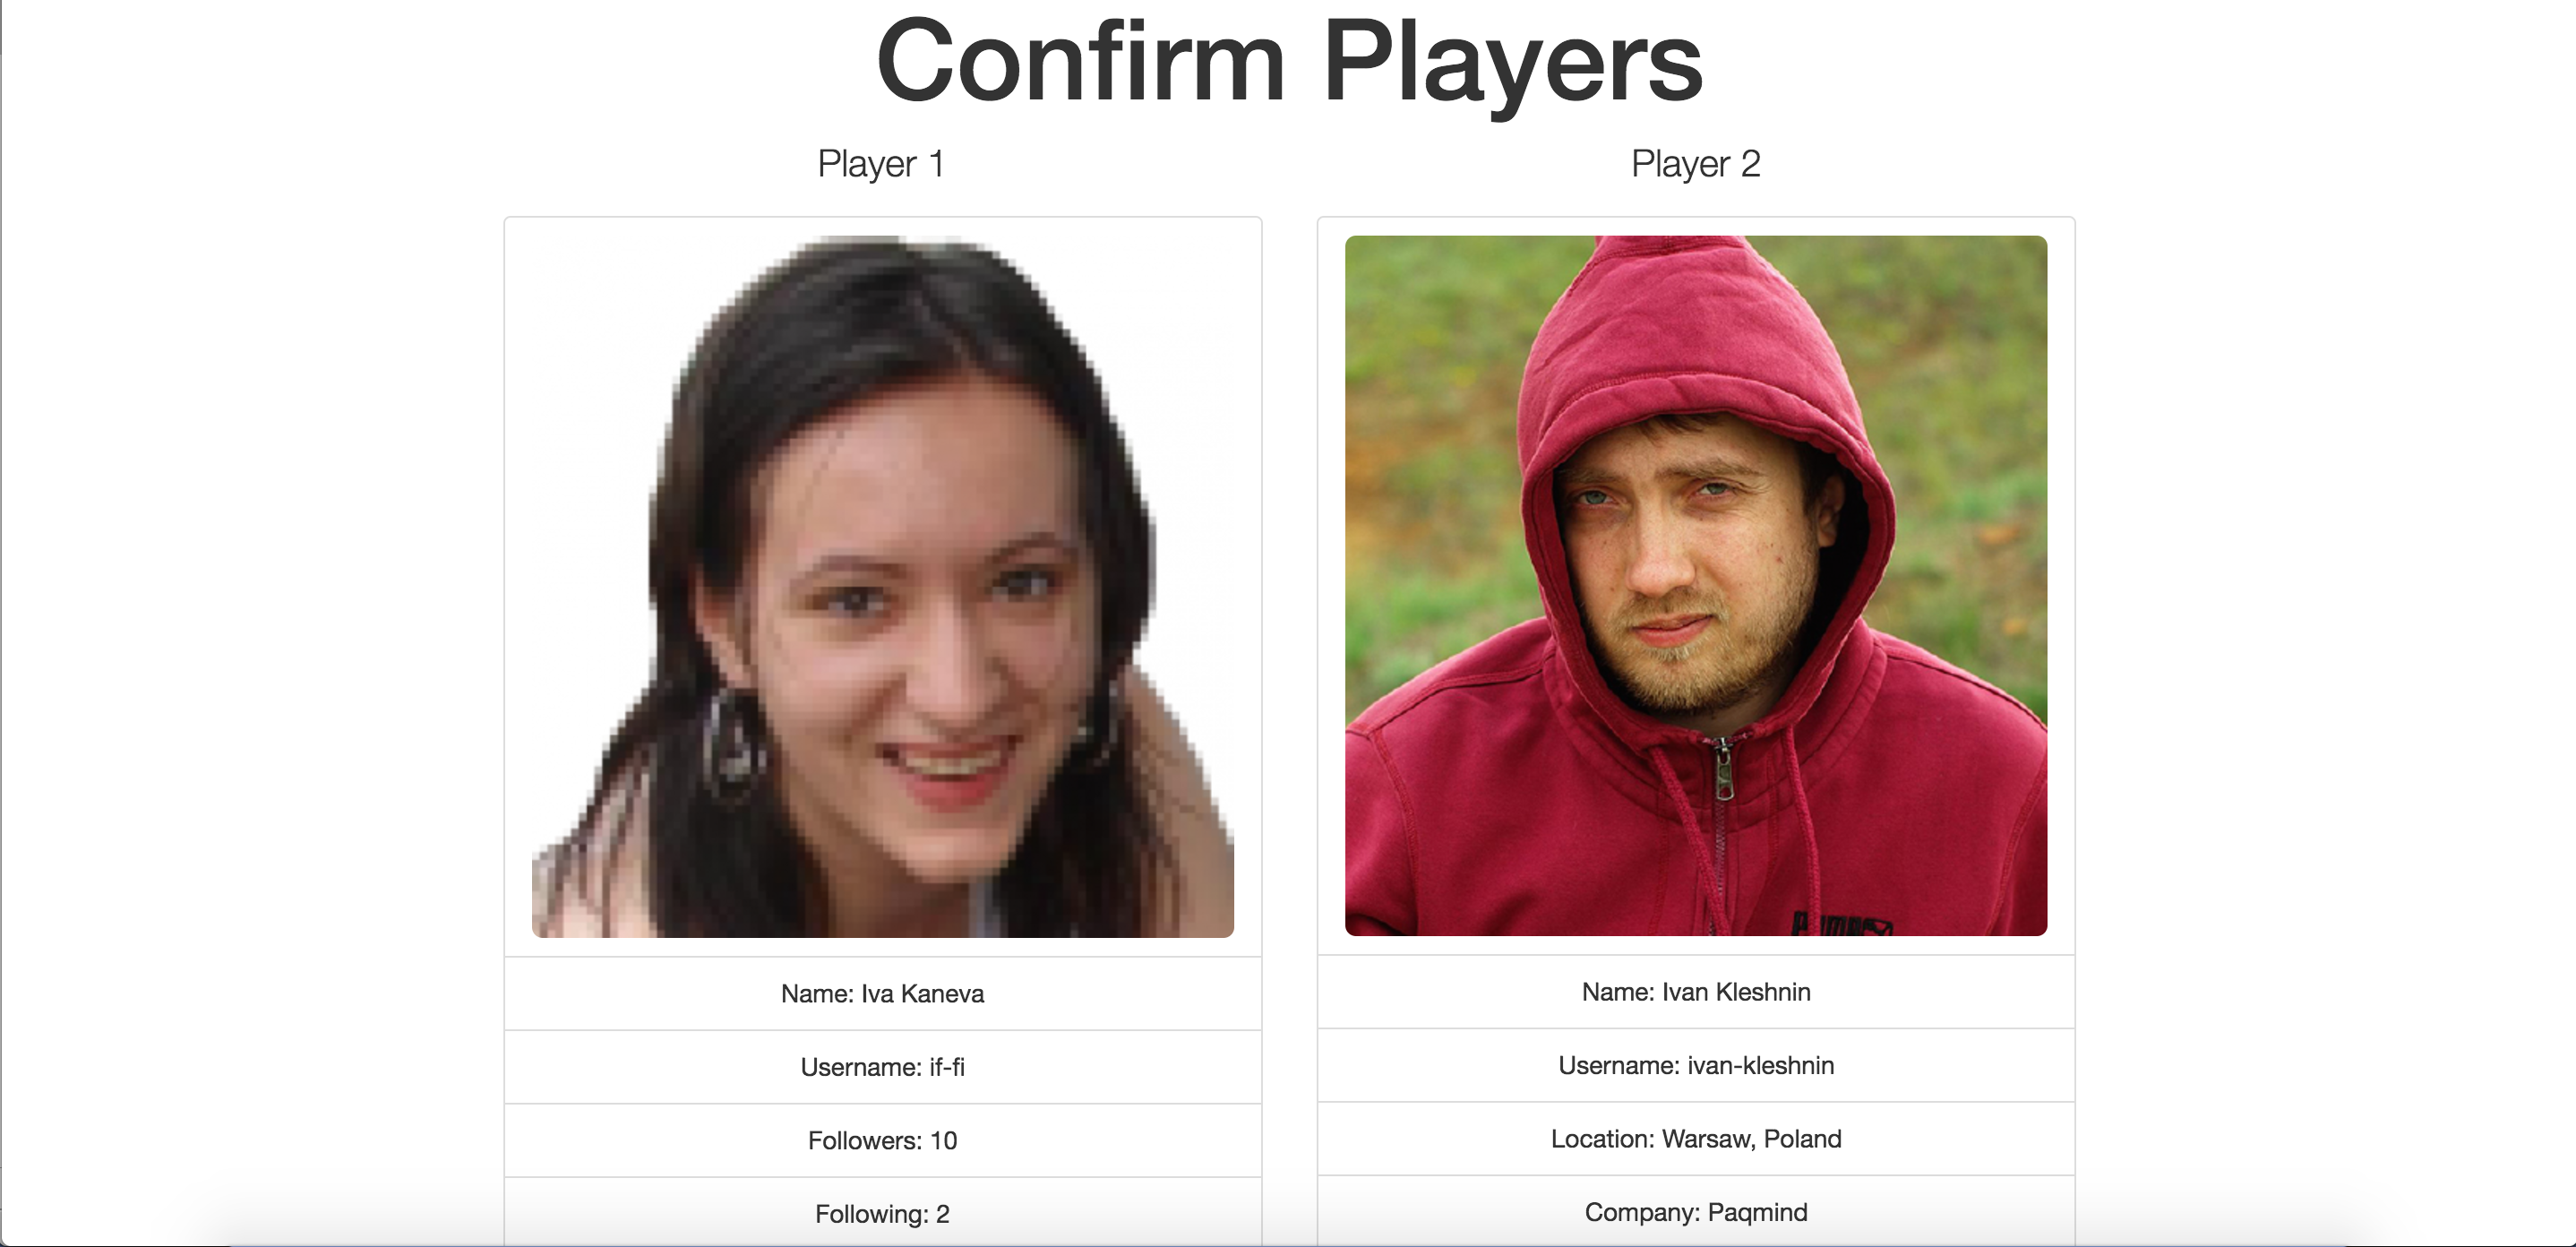 Confirm Players
Player 1
Name: Iva Kaneva
Username: if-fi
Followers: 10
Following: 2
Player 2
PUMA
Name: Ivan Kleshnin
Username: ivan-kleshnin
Location: Warsaw, Poland
Company: Paqmind